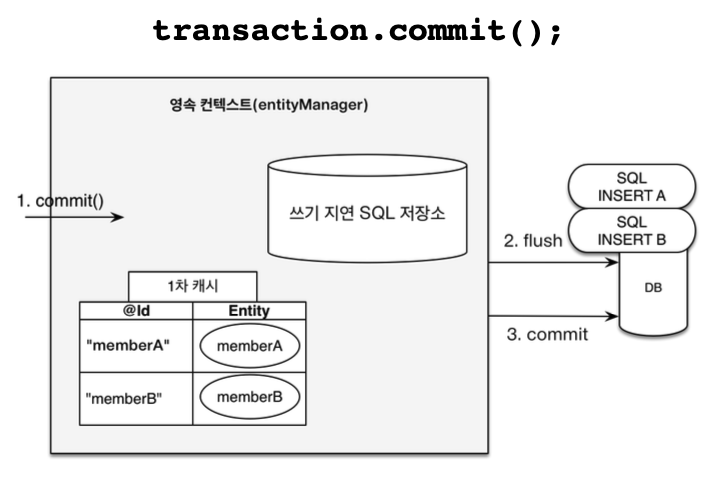 transaction.commit();
영속 컨텍스트(entityManager)
1. commit()
쓰기 지연 SQL 저장소
SQL
INSERT A
SQL
INSERT B
2. flush
DB
3. commit
1차 캐시
@Id Entity
"memberA" memberA
"memberB" memberB